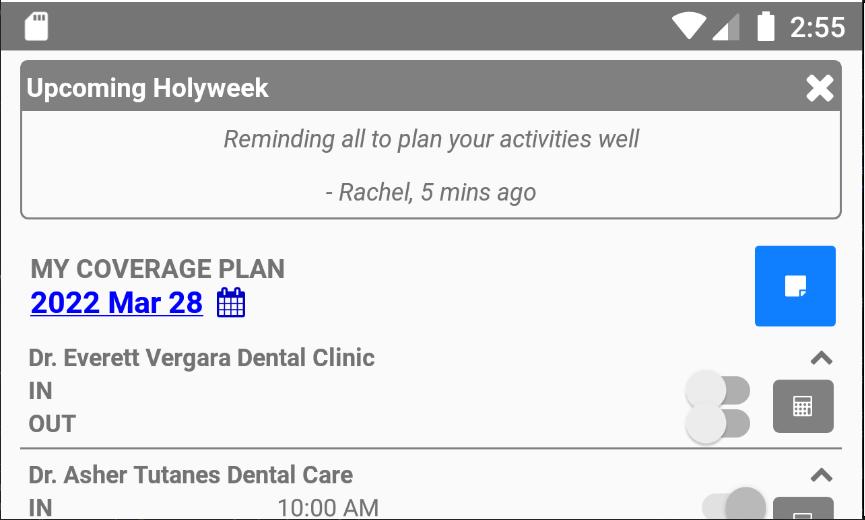 2:55
Upcoming Holyweek
Reminding all to plan your activities well
- Rachel, 5 mins ago
MY COVERAGE PLAN
2022 Mar 28
Dr. Everett Vergara Dental Clinic
IN
OUT
Dr. Asher Tutanes Dental Care
IN 10:00 AM